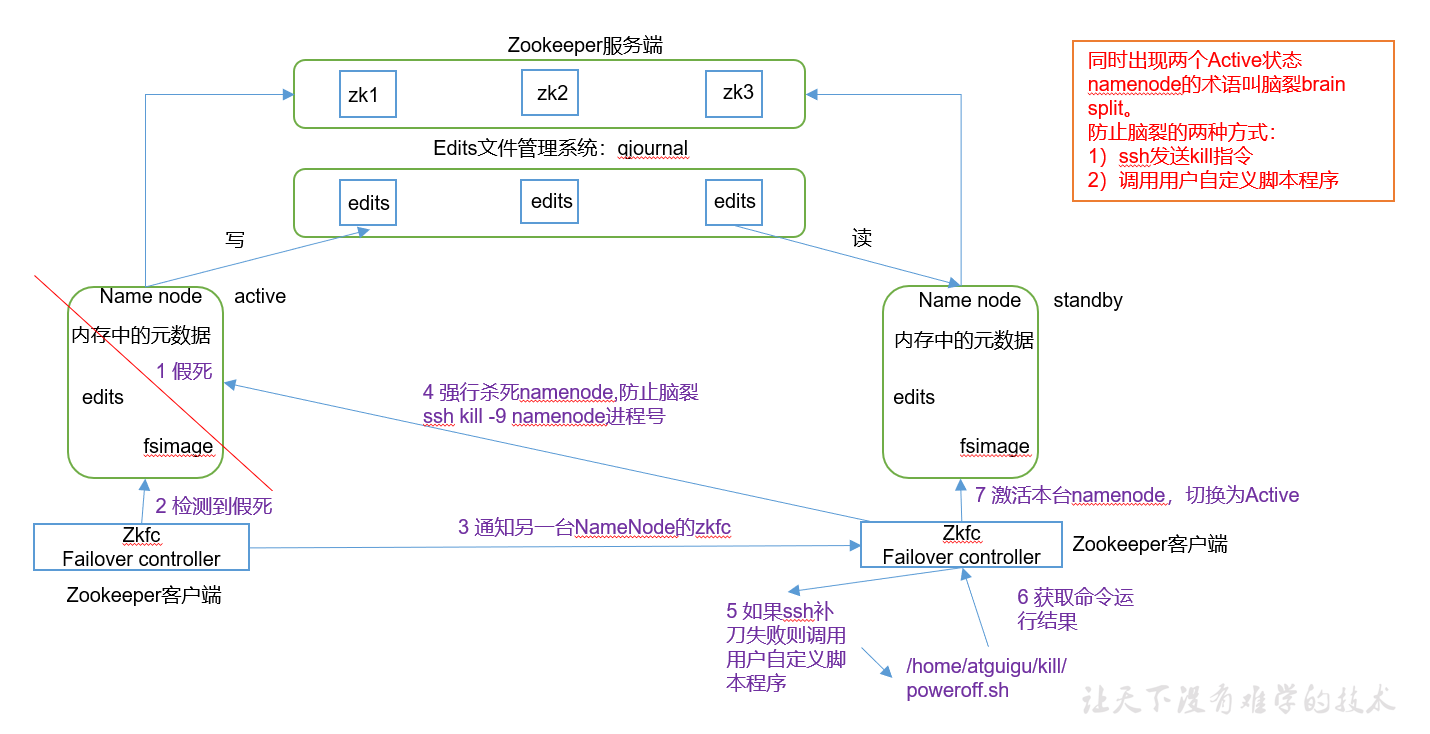 Zookeeper服务端
zk1
zk2
zk3
同时出现两个Active状态
namenode的术语叫脑裂brain
split。
防止脑裂的两种方式：
1）ssh发送kill指令
2）调用用户自定义脚本程序
Edits文件管理系统：qjournal
edits
edits
edits
写
读
Name node
active
内存中的元数据
1 假死
edits
fsimage
Name node
standby
内存中的元数据
edits
fsimage
4 强行杀死namenode,防止脑裂
ssh kill -9 namenode进程号
2 检测到假死
3 通知另一台NameNode的zkfc
7 激活本台namenode，切换为Active
Zkfc
Failover controller
Zookeeper客户端
Zkfc
Failover controller
Zookeeper客户端
5 如果ssh补
刀失败则调用
用户自定义脚
本程序
6 获取命令运
行结果
/home/atguigu/kill/
poweroff.sh
让天下没有难学的技术